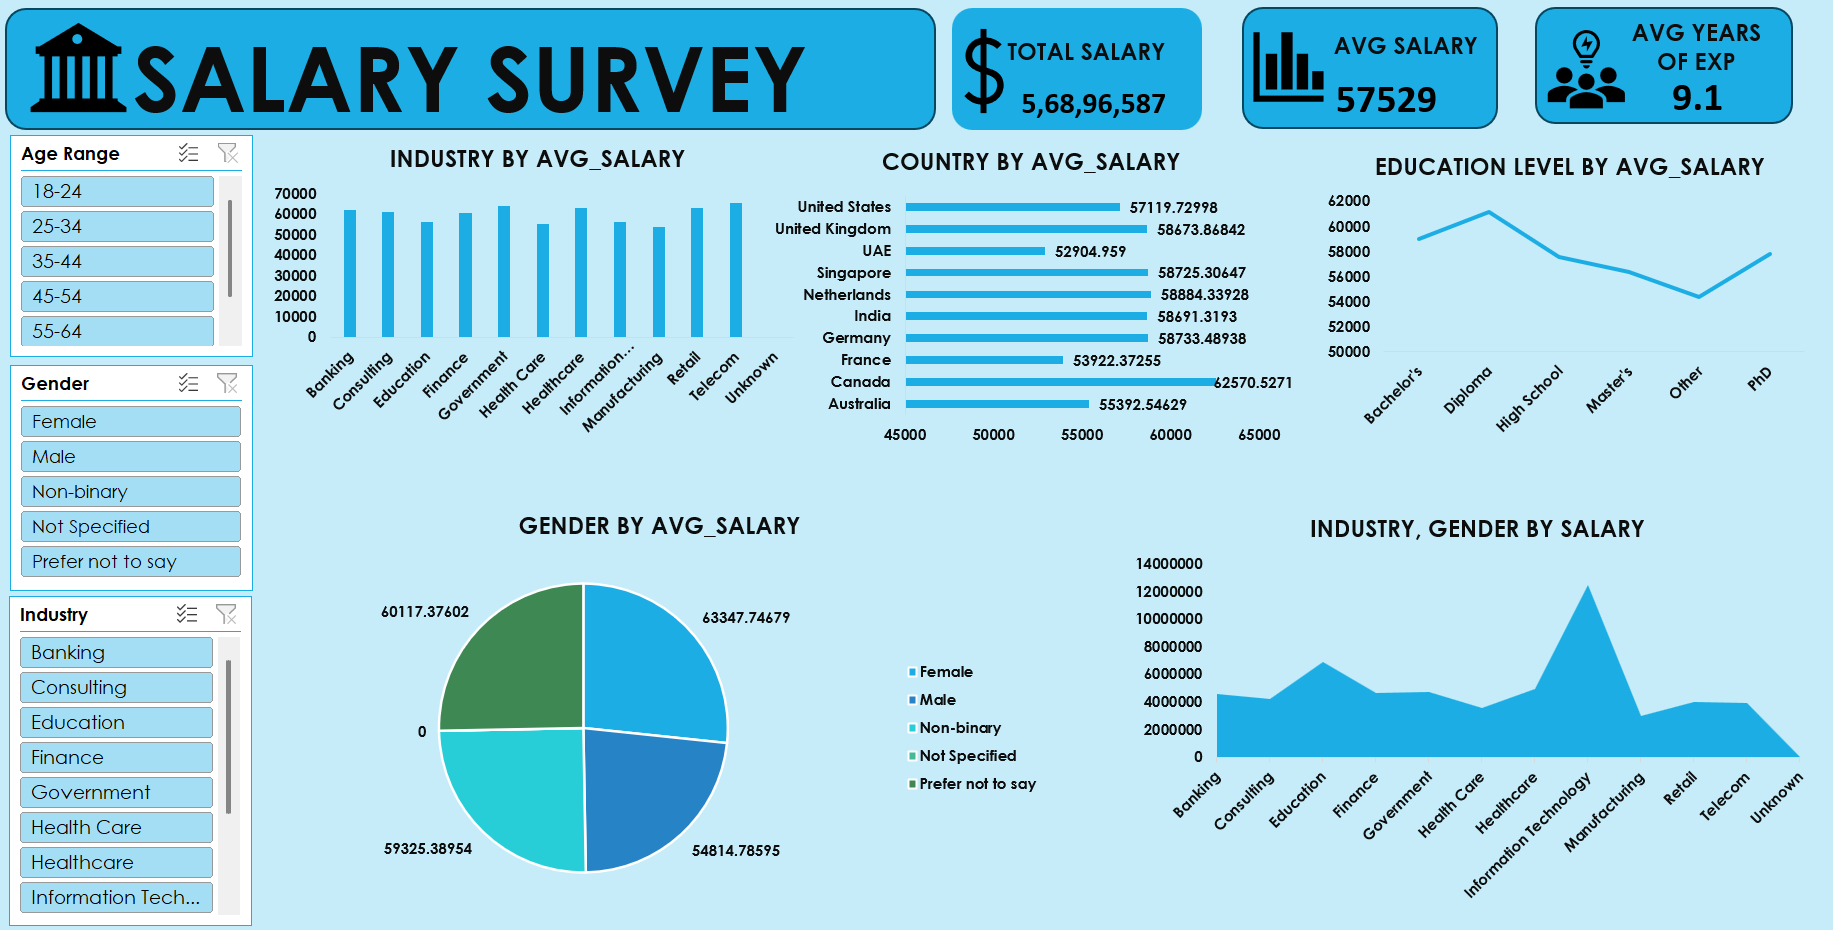 SALARY SURVEY
TOTAL SALARY
5,68,96,587
AVG SALARY
57529
AVG YEARS
OF EXP
9.1
Age Range
18-24
25-34
35-44
45-54
55-64
Gender
Female
Male
Non-binary
Not Specified
Prefer not to say
Industry
Banking
Consulting
Education
Finance
Government
Health Care
Healthcare
Information Tech...
INDUSTRY BY AVG_SALARY
70000
60000
50000
40000
30000
20000
10000
0
Banking
Consulting
Education
Finance
Government
Health Care
Healthcare
Information...
Manufacturing
Retail
Telecom
Unknown
COUNTRY BY AVG_SALARY
United States 57119.72998
United Kingdom 58673.86842
UAE 52904.959
Singapore 58725.30647
Netherlands 58884.33928
India 58691.3193
Germany 58733.48938
France 53922.37255
Canada 62570.5271
Australia 55392.54629
45000 50000 55000 60000 65000
EDUCATION LEVEL BY AVG_SALARY
62000
60000
58000
56000
54000
52000
50000
Bachelor's
Diploma
High School
Master's
Other
PhD
GENDER BY AVG_SALARY
60117.37602
63347.74679
0
59325.38954
54814.78595
Female
Male
Non-binary
Not Specified
Prefer not to say
INDUSTRY, GENDER BY SALARY
14000000
12000000
10000000
8000000
6000000
4000000
2000000
0
Banking
Consulting
Education
Finance
Government
Health Care
Healthcare
Information Technology
Manufacturing
Retail
Telecom
Unknown